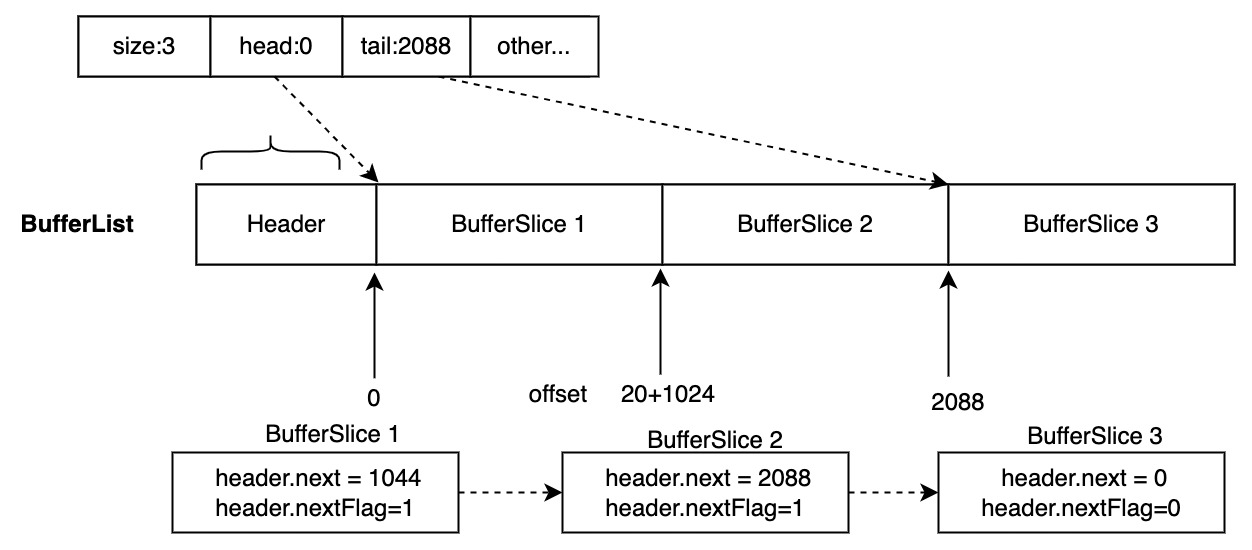 size:3
head:0
tail:2088
other...
BufferList
Header
BufferSlice 1
BufferSlice 2
BufferSlice 3
0
offset
20+1024
2088
BufferSlice 1
header.next = 1044
header.nextFlag=1
BufferSlice 2
header.next = 2088
header.nextFlag=1
BufferSlice 3
header.next = 0
header.nextFlag=0